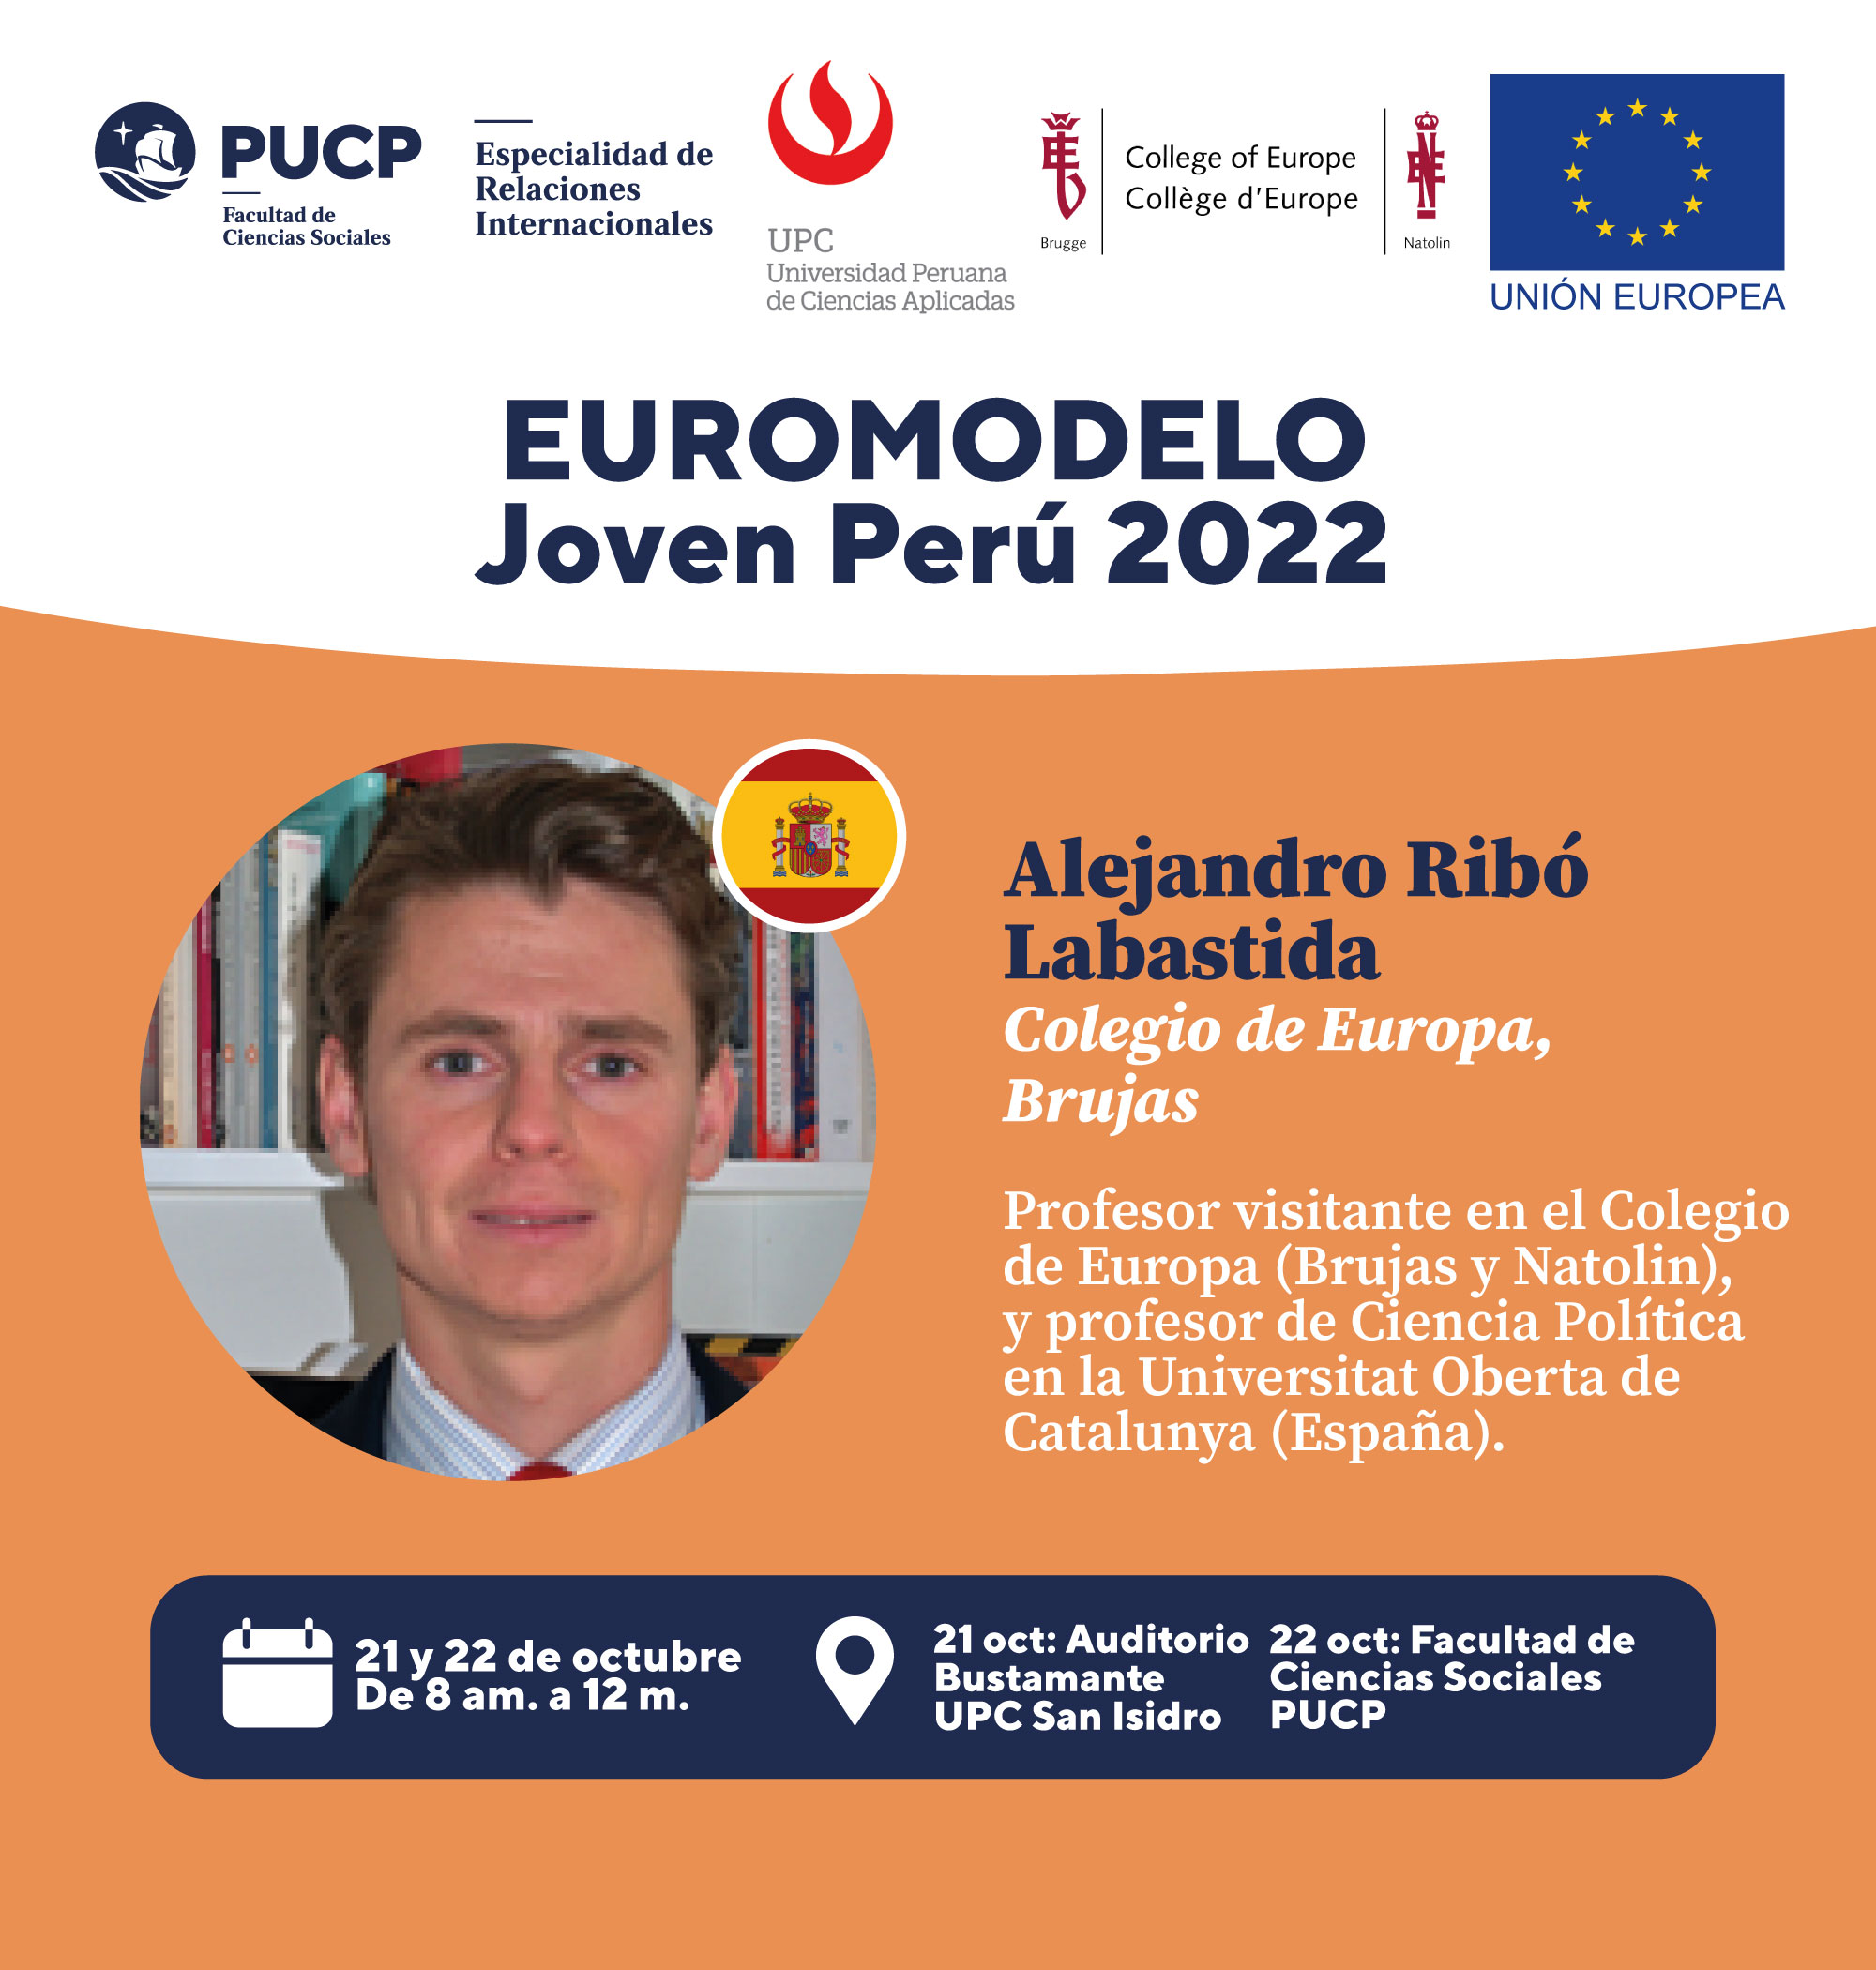 PUCP
Facultad de
Ciencias Sociales
Especialidad de
Relaciones
Internacionales
UPC
Universidad Peruana
de Ciencias Aplicadas
Brugge
College of Europe
Collège d'Europe
Natolin
UNIÓN EUROPEA
EUROMODELO
Joven Perú 2022
Alejandro Ribó
Labastida
Colegio de Europa,
Brujas
Profesor visitante en el Colegio
de Europa (Brujas y Natolin),
y profesor de Ciencia Política
en la Universitat Oberta de
Catalunya (España).
21 y 22 de octubre
De 8 am. a 12 m.
21 oct: Auditorio
Bustamante
UPC San Isidro
22 oct: Facultad de
Ciencias Sociales
PUCP